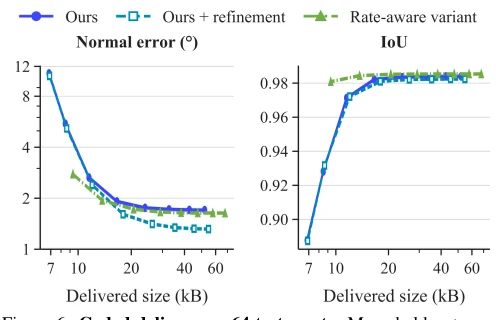 Ours Ours + refinement Rate-aware variant
Normal error (°) IoU
12
8
4
2
1
7 10 20 40 60
Delivered size (kB)
0.98
0.96
0.94
0.92
0.90
7 10 20 40 60
Delivered size (kB)